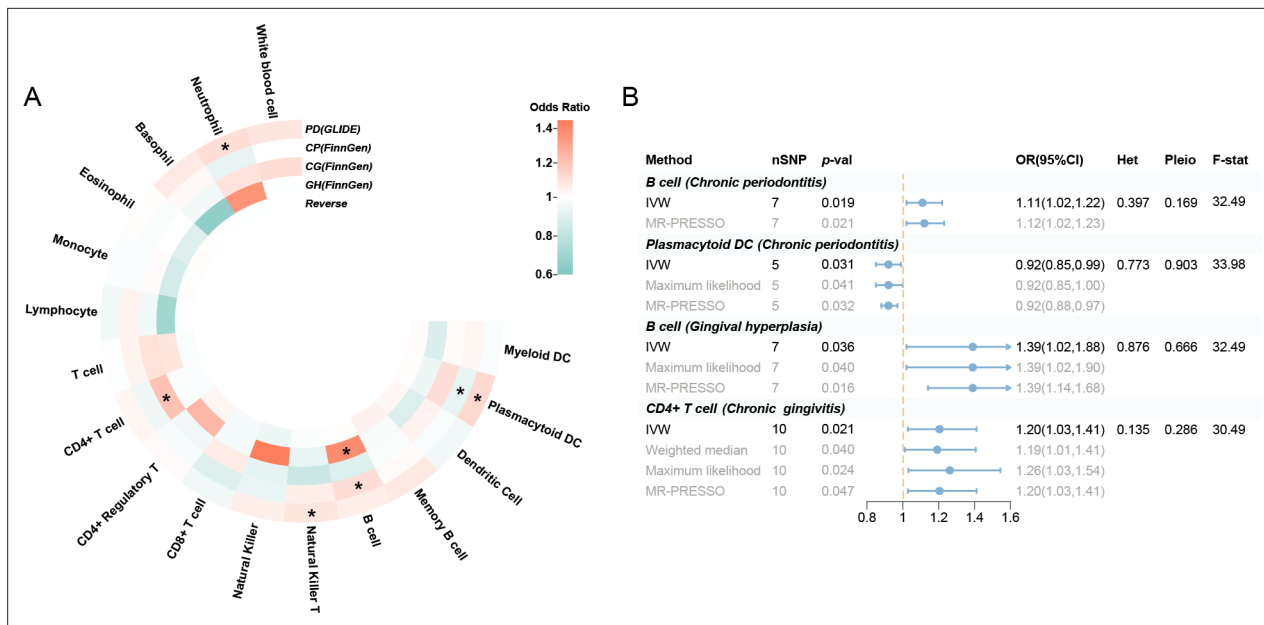 A
White blood cell
Neutrophil
Basophil
Eosinophil
Monocyte
Lymphocyte
T cell
CD4+ T cell
CD4+ Regulatory T
CD8+ T cell
Natural Killer
Natural Killer T
B cell
Memory B cell
Dendritic Cell
Plasmacytoid DC
Myeloid DC
*
*
*
*
*
*
*
PD(GLIDE)
CP(FinnGen)
CG(FinnGen)
GH(FinnGen)
Reverse
Odds Ratio
1.4
1.2
1
0.8
0.6
B
Method nSNP p-val OR(95%CI) Het Pleio F-stat
B cell (Chronic periodontitis)
IVW 7 0.019 1.11(1.02,1.22) 0.397 0.169 32.49
MR-PRESSO 7 0.021 1.12(1.02,1.23)
Plasmacytoid DC (Chronic periodontitis)
IVW 5 0.031 0.92(0.85,0.99) 0.773 0.903 33.98
Maximum likelihood 5 0.041 0.92(0.85,1.00)
MR-PRESSO 5 0.032 0.92(0.88,0.97)
B cell (Gingival hyperplasia)
IVW 7 0.036 1.39(1.02,1.88) 0.876 0.666 32.49
Maximum likelihood 7 0.040 1.39(1.02,1.90)
MR-PRESSO 7 0.016 1.39(1.14,1.68)
CD4+ T cell (Chronic gingivitis)
IVW 10 0.021 1.20(1.03,1.41) 0.135 0.286 30.49
Weighted median 10 0.040 1.19(1.01,1.41)
Maximum likelihood 10 0.024 1.26(1.03,1.54)
MR-PRESSO 10 0.047 1.20(1.03,1.41)
0.8 1 1.2 1.4 1.6